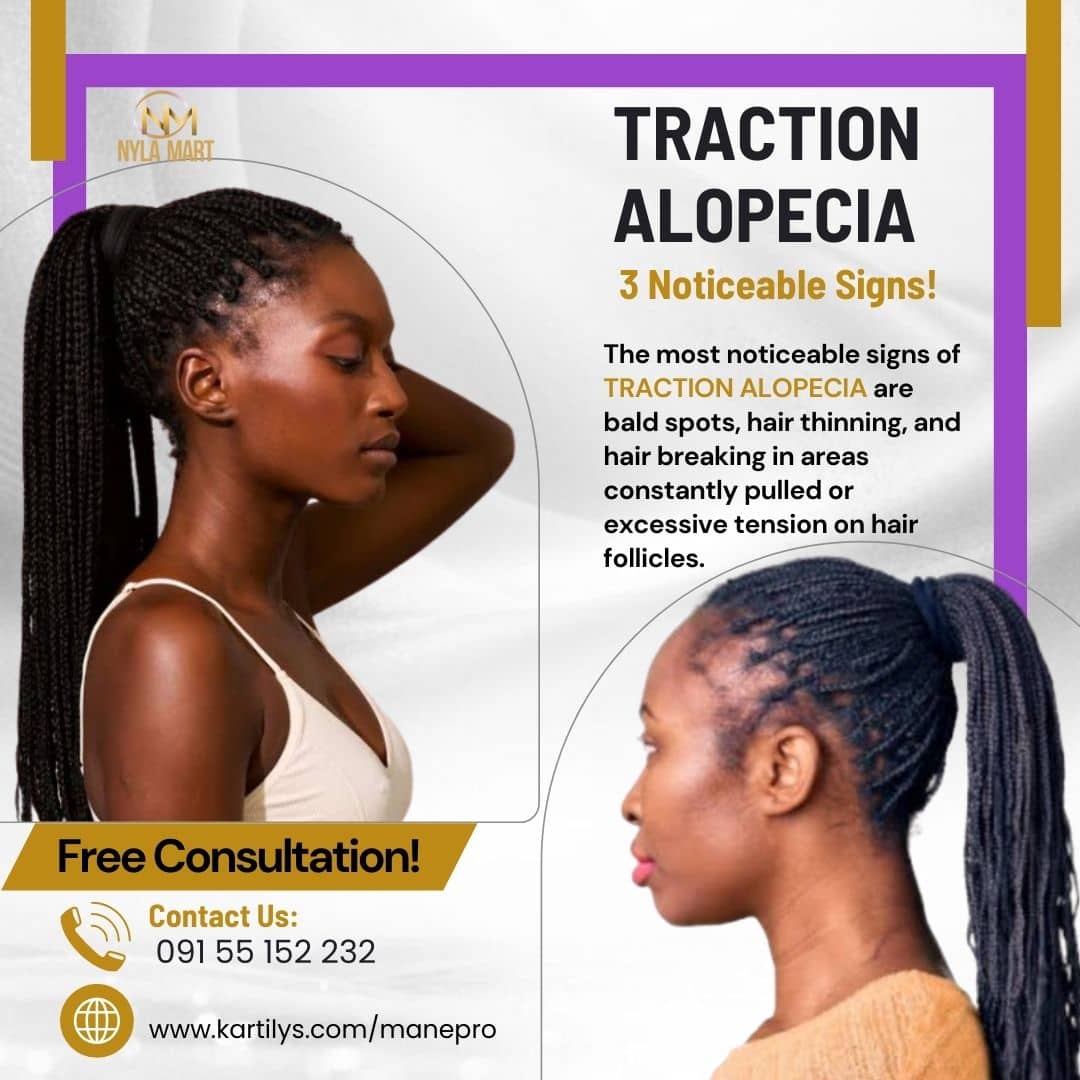 NM
NYLA MART
TRACTION
ALOPECIA
3 Noticeable Signs!
The most noticeable signs of
TRACTION ALOPECIA are
bald spots, hair thinning, and
hair breaking in areas
constantly pulled or
excessive tension on hair
follicles.
Free Consultation!
Contact Us:
091 55 152 232
www.kartilys.com/manepro